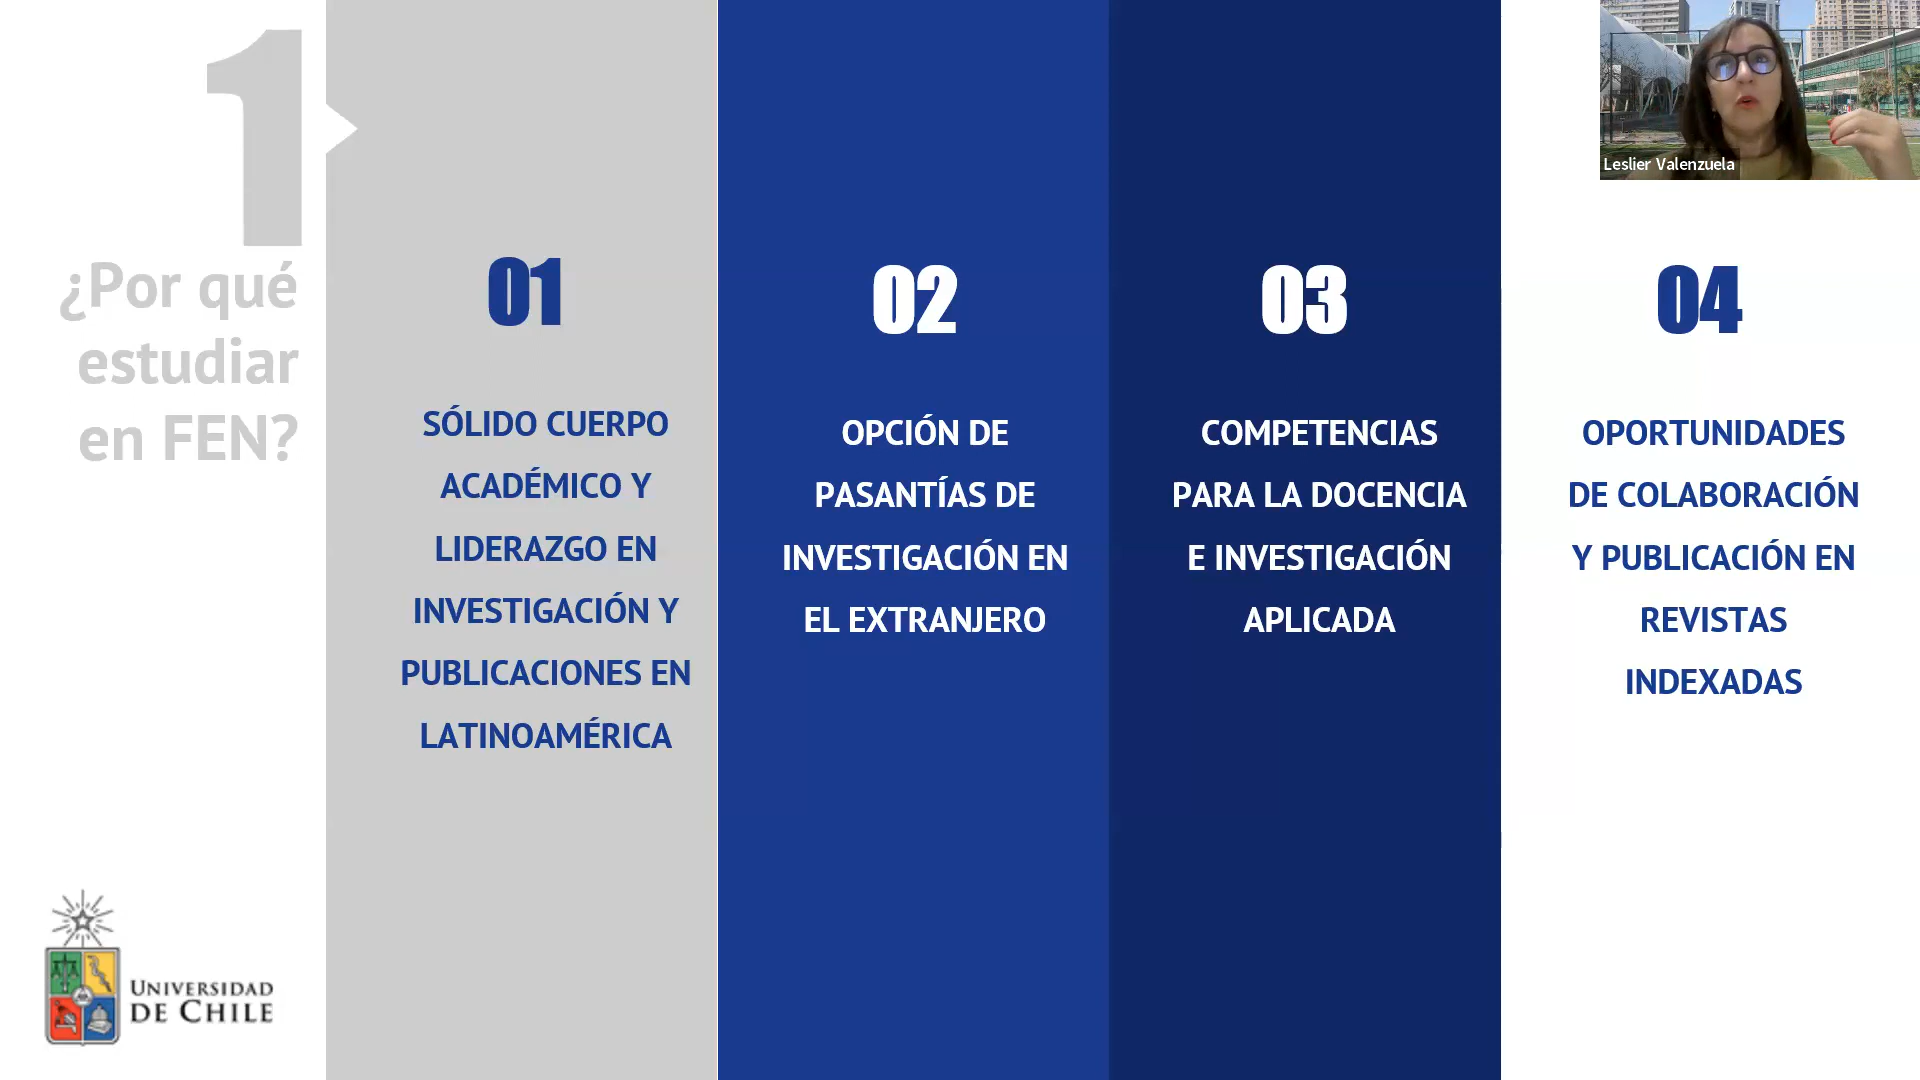 1
¿Por qué
estudiar
en FEN?
01
SÓLIDO CUERPO
ACADÉMICO Y
LIDERAZGO EN
INVESTIGACIÓN Y
PUBLICACIONES EN
LATINOAMÉRICA
02
OPCIÓN DE
PASANTÍAS DE
INVESTIGACIÓN EN
EL EXTRANJERO
03
COMPETENCIAS
PARA LA DOCENCIA
E INVESTIGACIÓN
APLICADA
04
OPORTUNIDADES
DE COLABORACIÓN
Y PUBLICACIÓN EN
REVISTAS
INDEXADAS
Leslier Valenzuela
UNIVERSIDAD
DE CHILE